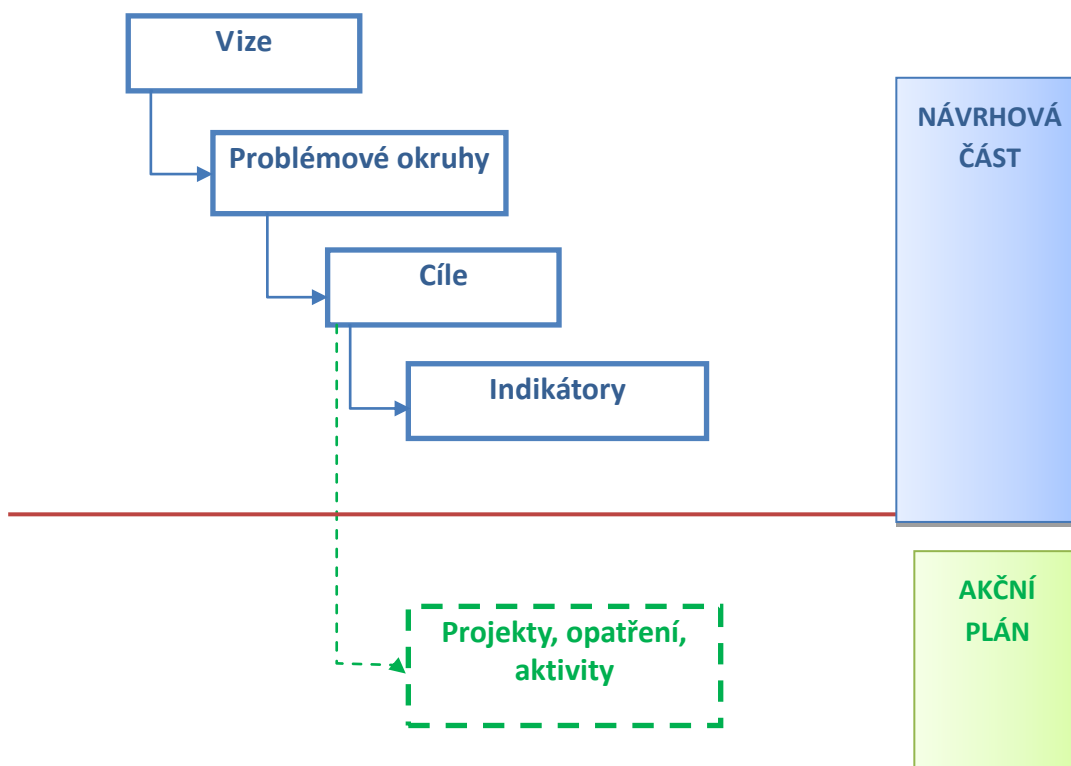 Vize
NÁVRHOVÁ
ČÁST
Problémové okruhy
Cíle
Indikátory
AKČNÍ
PLÁN
Projekty, opatření,
aktivity